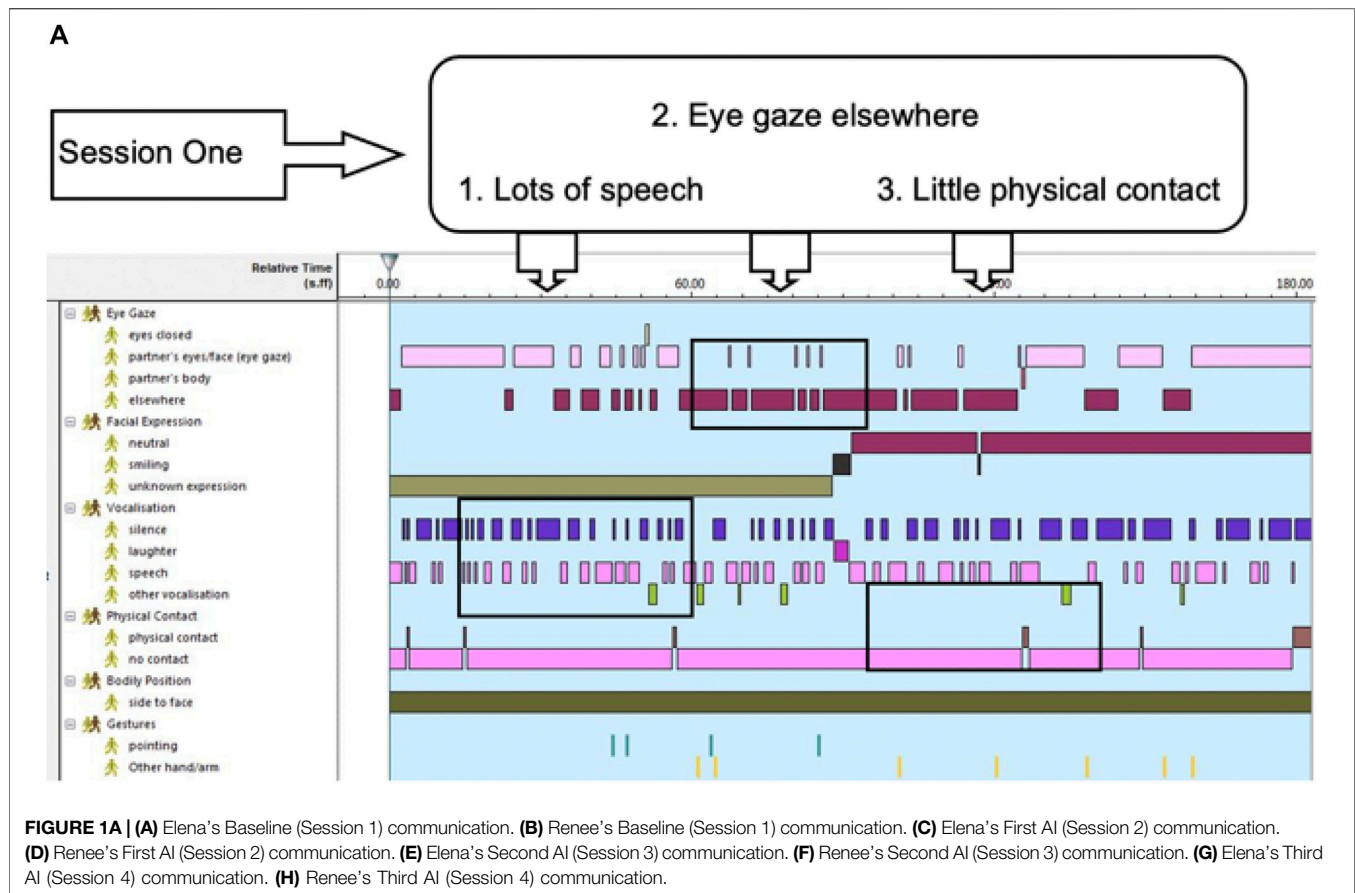 A
Session One
2. Eye gaze elsewhere
1. Lots of speech 3. Little physical contact
Relative Time
(s.ff)
0.00 60.00 .00 180.00
Eye Gaze
eyes closed
partner's eyes/face (eye gaze)
partner's body
elsewhere
Facial Expression
neutral
smiling
unknown expression
Vocalisation
silence
laughter
speech
other vocalisation
Physical Contact
physical contact
no contact
Bodily Position
side to face
Gestures
pointing
Other hand/arm
FIGURE 1A | (A) Elena's Baseline (Session 1) communication. (B) Renee's Baseline (Session 1) communication. (C) Elena's First AI (Session 2) communication.
(D) Renee's First AI (Session 2) communication. (E) Elena's Second AI (Session 3) communication. (F) Renee's Second AI (Session 3) communication. (G) Elena's Third
AI (Session 4) communication. (H) Renee's Third AI (Session 4) communication.